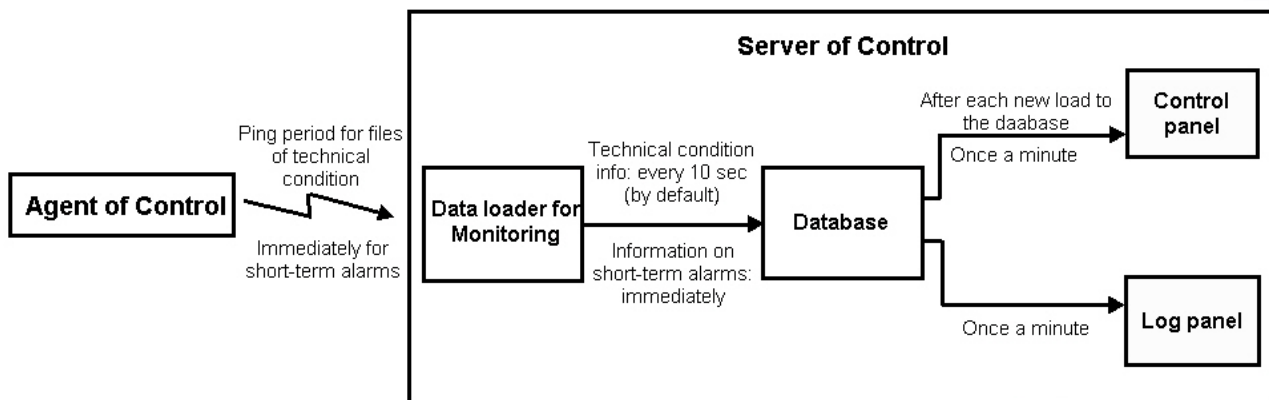 Server of Control
Agent of Control
Ping period for files
of technical
condition
Immediately for
short-term alarms
Data loader for
Monitoring
Technical condition
info: every 10 sec
(by default)
Information on
short-term alarms:
immediately
Database
After each new load to
the daabase
Once a minute
Control
panel
Once a minute
Log panel